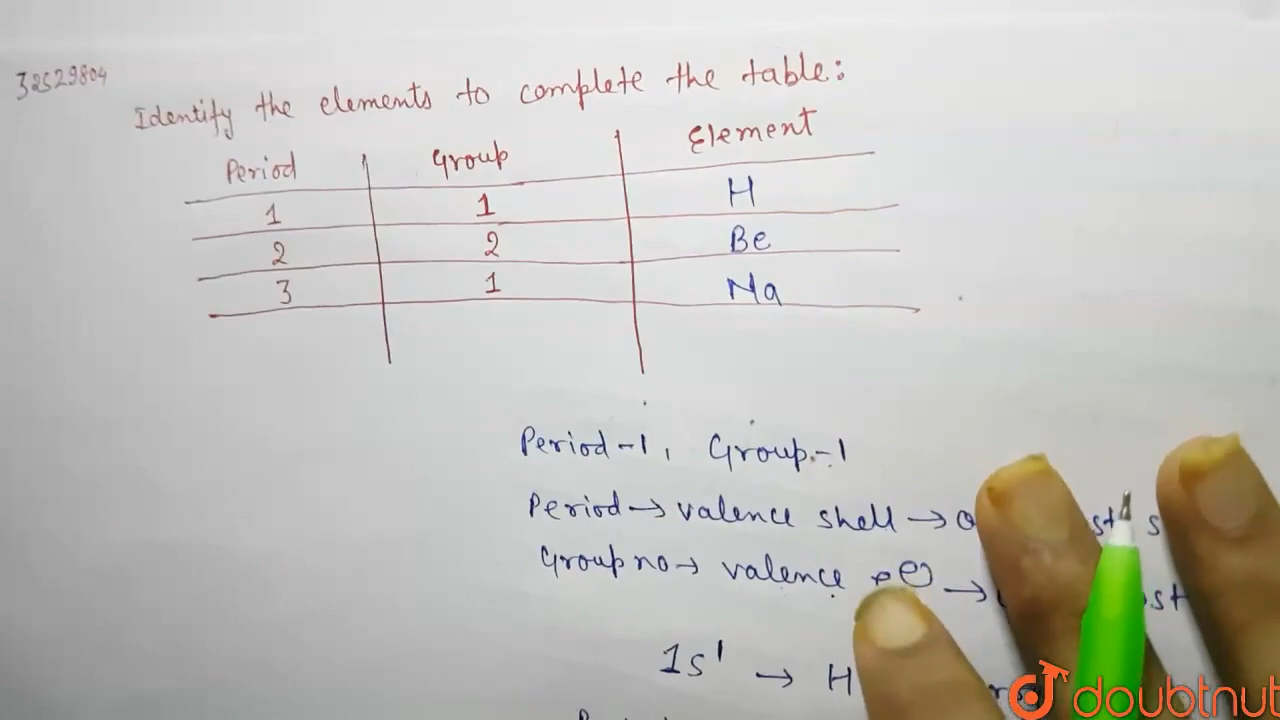 32529804
Identify the elements to complete the table:
Period Group Element
1 1 H
2 2 Be
3 1 Na
Period-1, Group-1
Period → valence shell →
Group no → valence e⊖ →
1s¹ → H
doubtnut